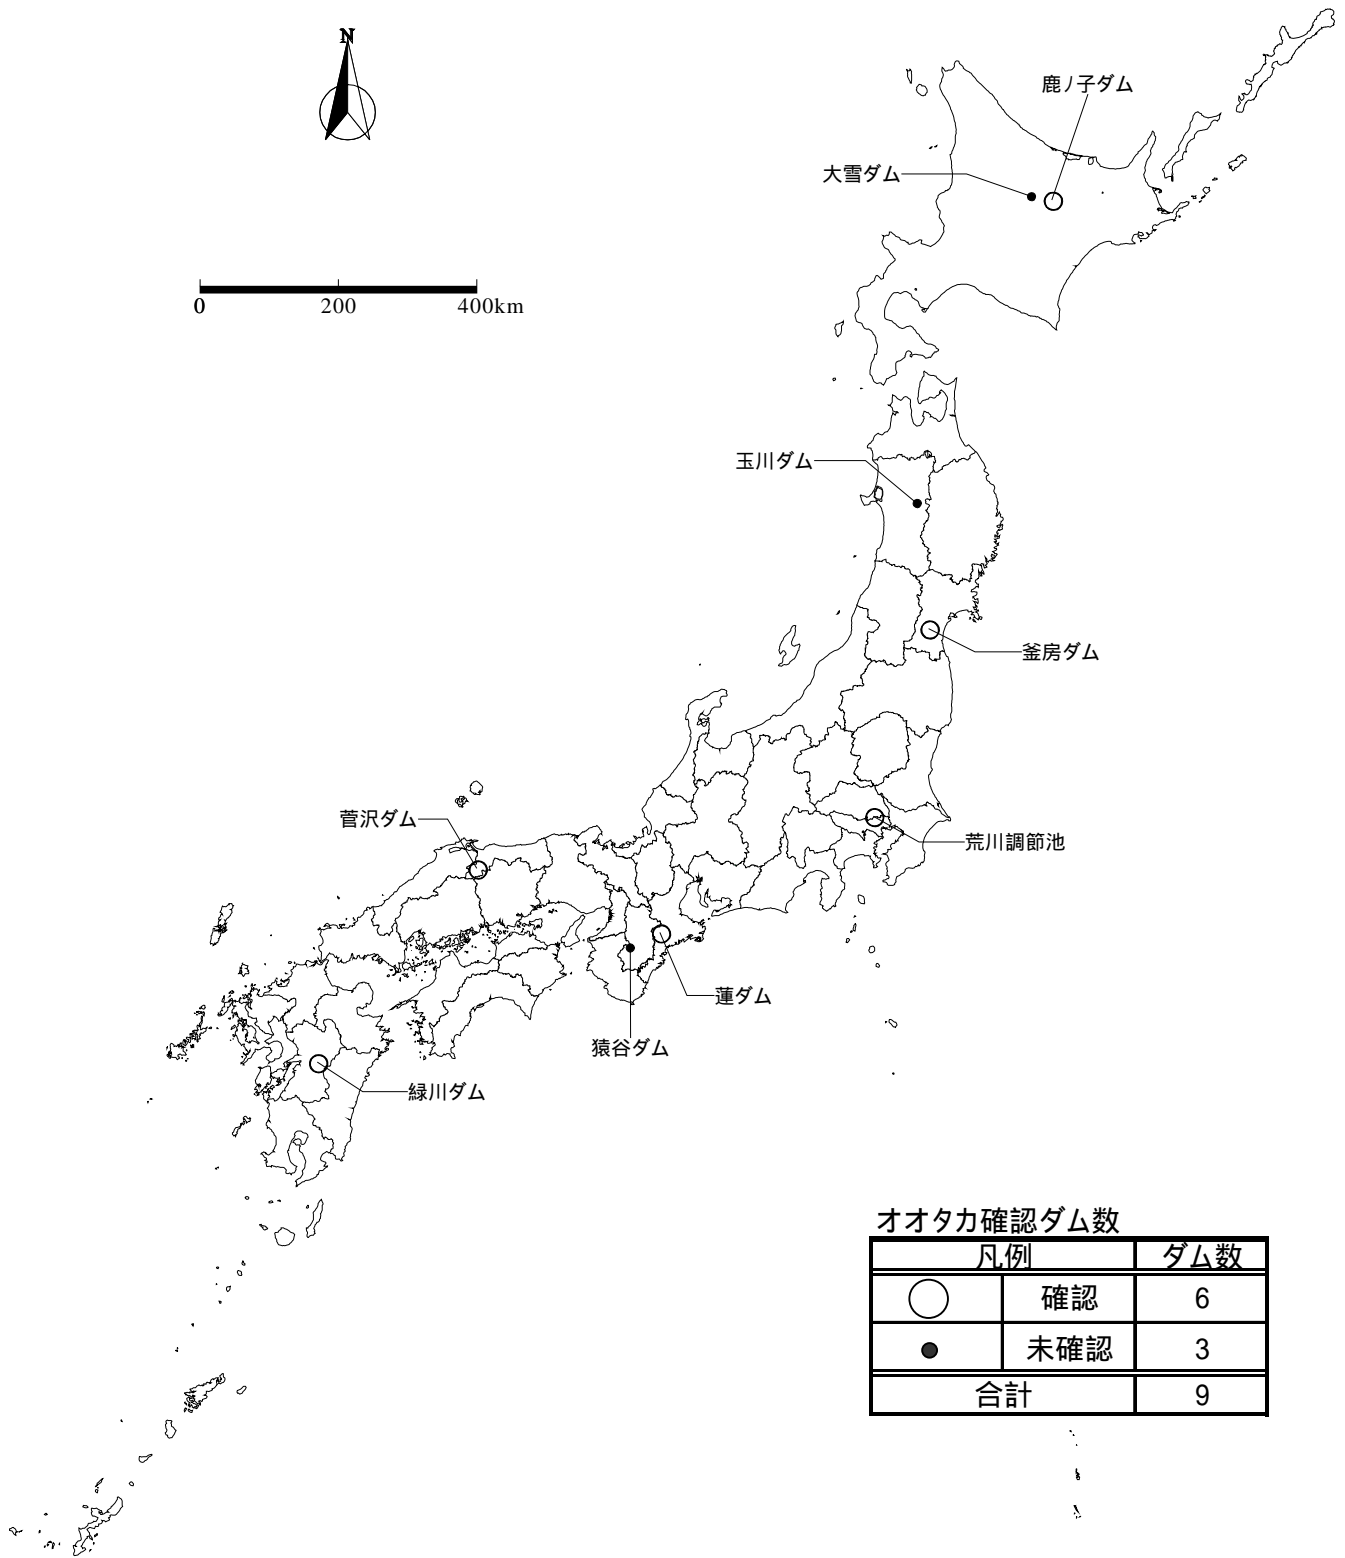 N
鹿ノ子ダム
大雪ダム
0 200 400km
玉川ダム
釜房ダム
菅沢ダム
荒川調節池
蓮ダム
猿谷ダム
緑川ダム
オオタカ確認ダム数
凡例 ダム数
確認 6
未確認 3
合計 9